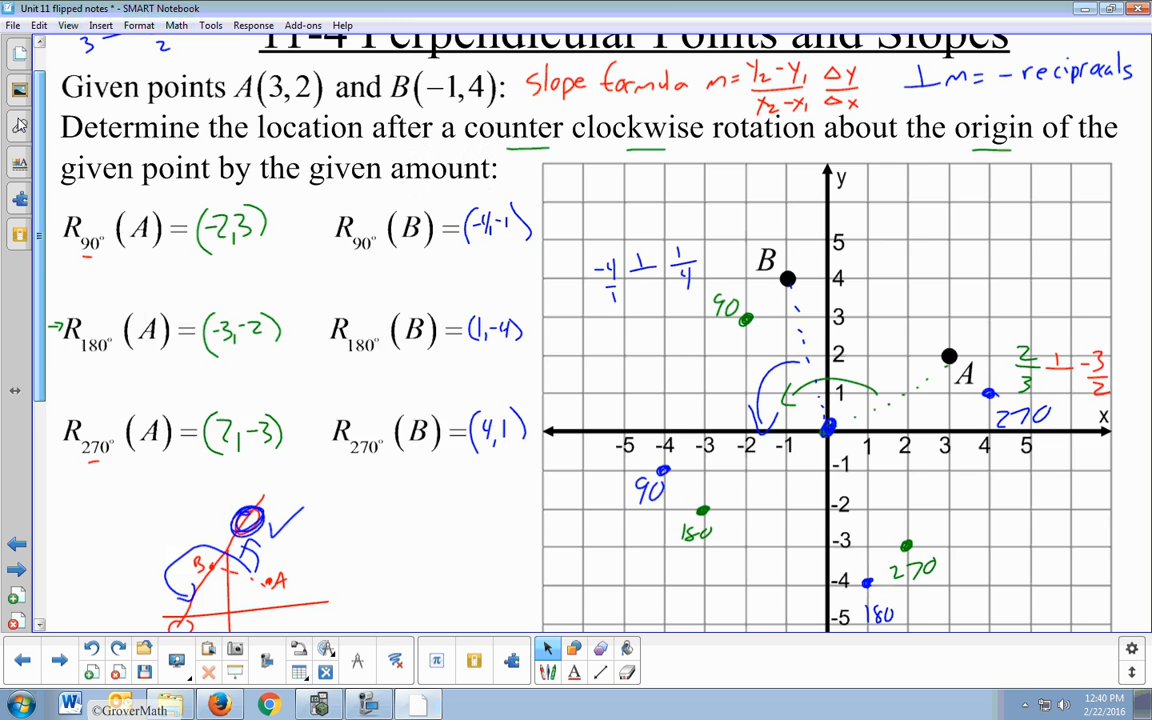 Unit 11 flipped notes * - SMART Notebook
File Edit View Insert Format Math Tools Response Add-ons Help
3 2
11-4 Perpendicular Points and Slopes
Given points A(3,2) and B(−1,4): slope formula m = y₂-y₁/x₂-x₁ Δy/Δx ⊥m = - reciprocals
Determine the location after a counter clockwise rotation about the origin of the
given point by the given amount:
R90° (A) = (-2,3) R90° (B) = (-4,-1)
→R180° (A) = (-3,-2) R180° (B) = (1,-4)
R270° (A) = (2,-3) R270° (B) = (4,1)
B A
y
-4/1 ⊥ 1/4
B
90
5
4
3
2
1
A
2/3 ⊥ -3/2
270
x
-5 -4 -3 -2 -1 1 2 3 4 5
-1
-2
-3
-4
-5
90
180
270
180
©GroverMath
12:40 PM
2/22/2016